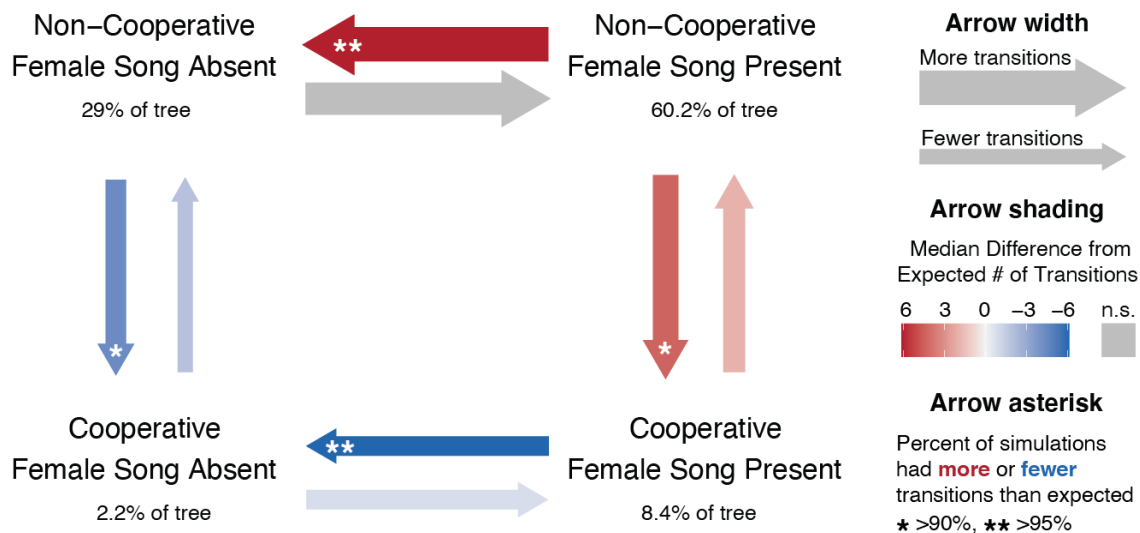 Non−Cooperative
Female Song Absent
29% of tree
**
Non−Cooperative
Female Song Present
60.2% of tree
*
*
Cooperative
Female Song Absent
2.2% of tree
**
Cooperative
Female Song Present
8.4% of tree
Arrow width
More transitions
Fewer transitions
Arrow shading
Median Difference from
Expected # of Transitions
6 3 0 −3 −6 n.s.
Arrow asterisk
Percent of simulations
had more or fewer
transitions than expected
* >90%, ** >95%